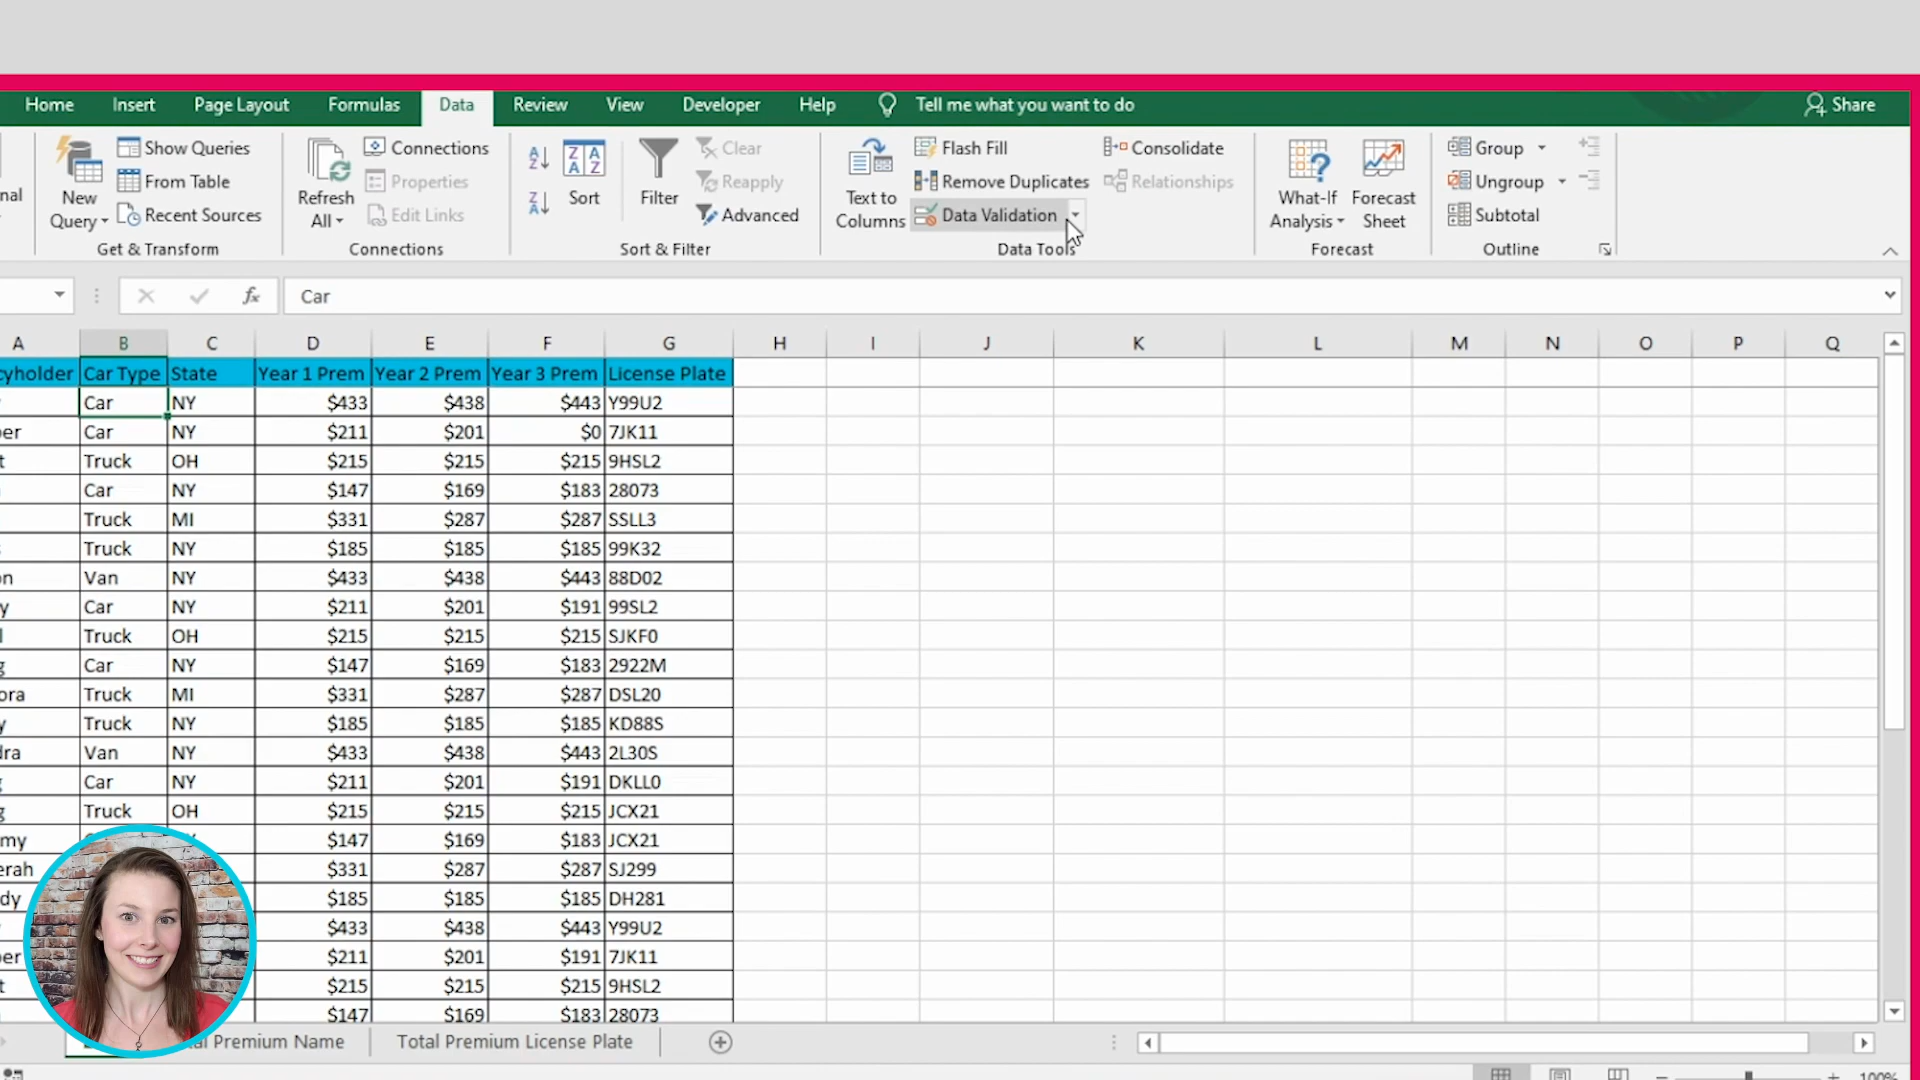 Home Insert Page Layout Formulas Data Review View Developer Help Tell me what you want to do Share
Show Queries
From Table
Recent Sources
New
Query
Get & Transform
Refresh
All
Connections
Properties
Edit Links
Connections
Sort
Filter
Clear
Reapply
Advanced
Sort & Filter
Text to
Columns
Flash Fill
Remove Duplicates
Data Validation
Consolidate
Relationships
Data Tools
What-If
Analysis
Forecast
Sheet
Forecast
Group
Ungroup
Subtotal
Outline
fx Car
A B C D E F G H I J K L M N O P Q
cyholder Car Type State Year 1 Prem Year 2 Prem Year 3 Prem License Plate
Car NY $433 $438 $443 Y99U2
er Car NY $211 $201 $0 7JK11
t Truck OH $215 $215 $215 9HSL2
Car NY $147 $169 $183 28073
Truck MI $331 $287 $287 SSLL3
Truck NY $185 $185 $185 99K32
on Van NY $433 $438 $443 88D02
y Car NY $211 $201 $191 99SL2
l Truck OH $215 $215 $215 SJKF0
g Car NY $147 $169 $183 2922M
ora Truck MI $331 $287 $287 DSL20
y Truck NY $185 $185 $185 KD88S
dra Van NY $433 $438 $443 2L30S
Car NY $211 $201 $191 DKLL0
g Truck OH $215 $215 $215 JCX21
my $147 $169 $183 JCX21
erah $331 $287 $287 SJ299
dy $185 $185 $185 DH281
$433 $438 $443 Y99U2
er $211 $201 $191 7JK11
t $215 $215 $215 9HSL2
$147 $169 $183 28073
Premium Name Total Premium License Plate
100%